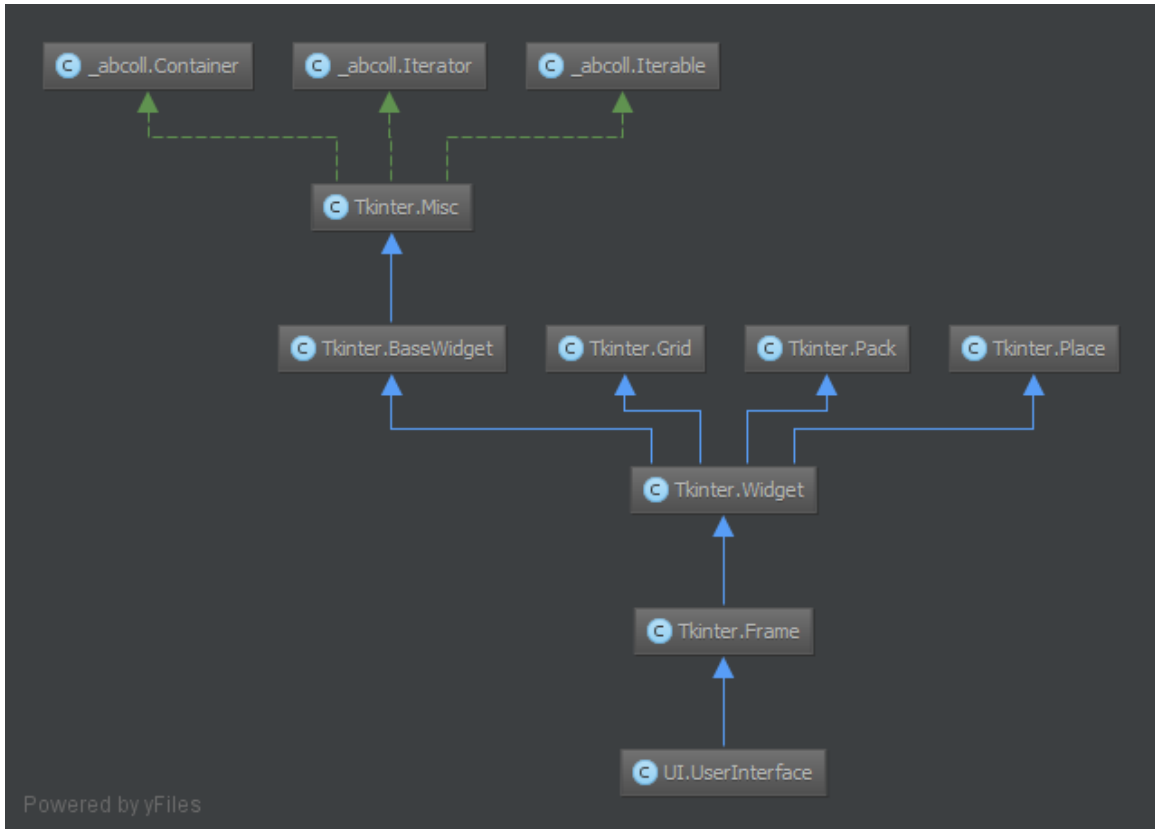 C _abcoll.Container
C _abcoll.Iterator
C _abcoll.Iterable
C Tkinter.Misc
C Tkinter.BaseWidget
C Tkinter.Grid
C Tkinter.Pack
C Tkinter.Place
C Tkinter.Widget
C Tkinter.Frame
C UI.UserInterface
Powered by yFiles